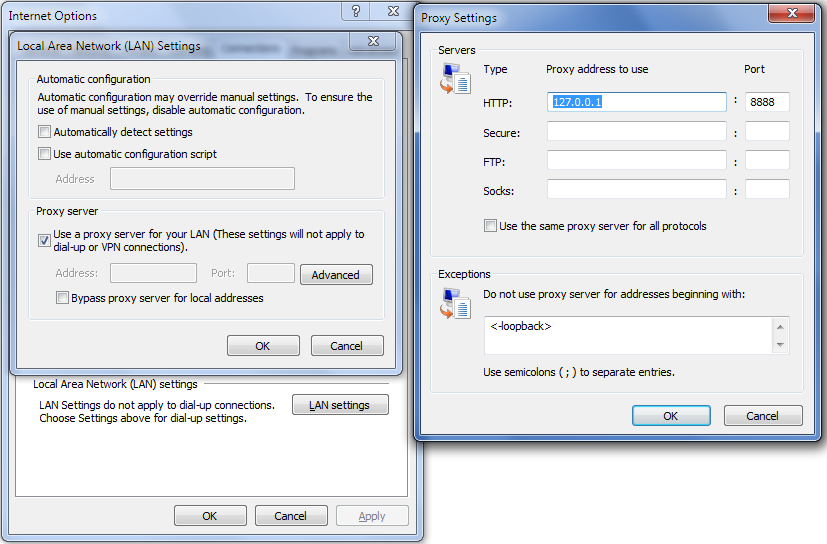 Internet Options
?
Local Area Network (LAN) Settings
Connections
Automatic configuration
Automatic configuration may override manual settings. To ensure the
use of manual settings, disable automatic configuration.
Automatically detect settings
Use automatic configuration script
Address
Proxy server
Use a proxy server for your LAN (These settings will not apply to
dial-up or VPN connections).
Address:
Port:
Advanced
Bypass proxy server for local addresses
OK
Cancel
Local Area Network (LAN) settings
LAN Settings do not apply to dial-up connections.
Choose Settings above for dial-up settings.
LAN settings
OK
Cancel
Apply
Proxy Settings
Servers
Type
Proxy address to use
Port
HTTP:
127.0.0.1
:
8888
Secure:
:
FTP:
:
Socks:
:
Use the same proxy server for all protocols
Exceptions
Do not use proxy server for addresses beginning with:
<-loopback>
Use semicolons ( ; ) to separate entries.
OK
Cancel